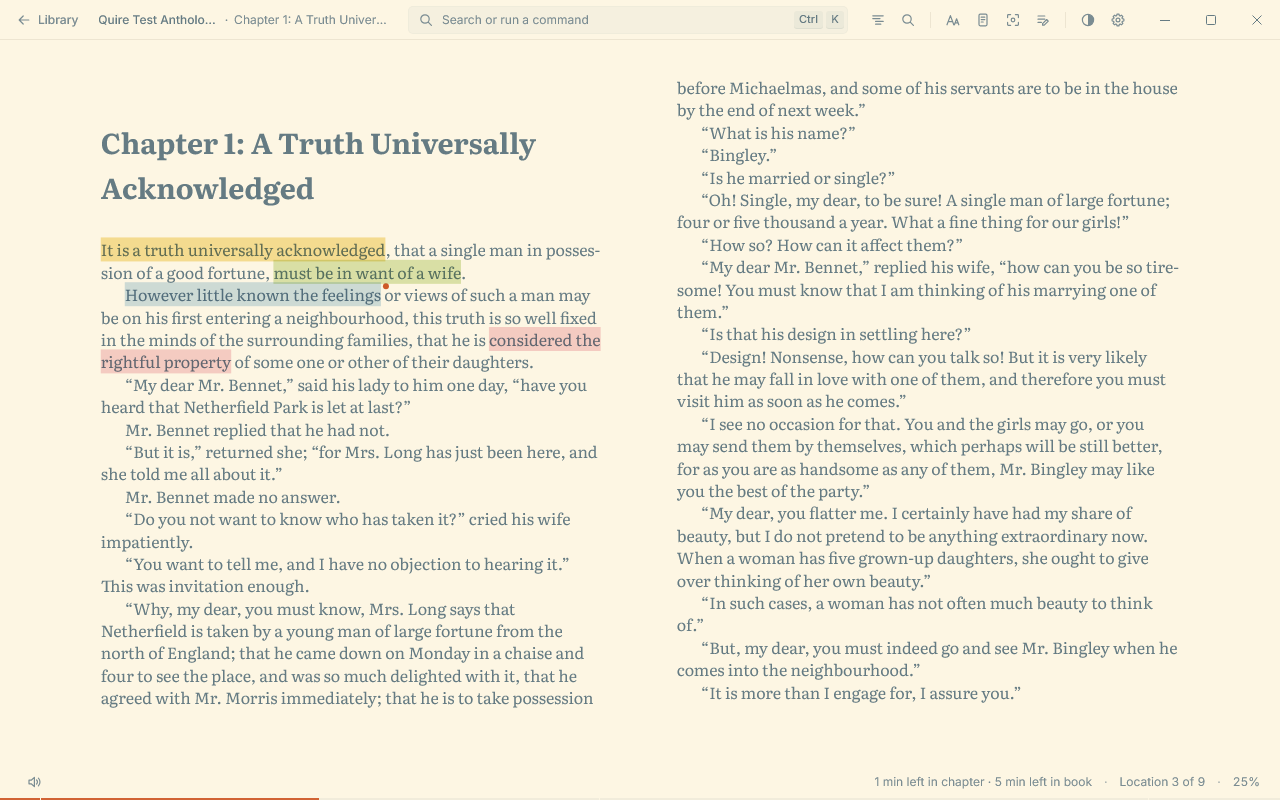 Library
Quire Test Antholo... · Chapter 1: A Truth Univer...
Search or run a command
Ctrl K
Chapter 1: A Truth Universally
Acknowledged
It is a truth universally acknowledged, that a single man in posses-
sion of a good fortune, must be in want of a wife.
However little known the feelings or views of such a man may
be on his first entering a neighbourhood, this truth is so well fixed
in the minds of the surrounding families, that he is considered the
rightful property of some one or other of their daughters.
“My dear Mr. Bennet,” said his lady to him one day, “have you
heard that Netherfield Park is let at last?”
Mr. Bennet replied that he had not.
“But it is,” returned she; “for Mrs. Long has just been here, and
she told me all about it.”
Mr. Bennet made no answer.
“Do you not want to know who has taken it?” cried his wife
impatiently.
“You want to tell me, and I have no objection to hearing it.”
This was invitation enough.
“Why, my dear, you must know, Mrs. Long says that
Netherfield is taken by a young man of large fortune from the
north of England; that he came down on Monday in a chaise and
four to see the place, and was so much delighted with it, that he
agreed with Mr. Morris immediately; that he is to take possession
before Michaelmas, and some of his servants are to be in the house
by the end of next week.”
“What is his name?”
“Bingley.”
“Is he married or single?”
“Oh! Single, my dear, to be sure! A single man of large fortune;
four or five thousand a year. What a fine thing for our girls!”
“How so? How can it affect them?”
“My dear Mr. Bennet,” replied his wife, “how can you be so tire-
some! You must know that I am thinking of his marrying one of
them.”
“Is that his design in settling here?”
“Design! Nonsense, how can you talk so! But it is very likely
that he may fall in love with one of them, and therefore you must
visit him as soon as he comes.”
“I see no occasion for that. You and the girls may go, or you
may send them by themselves, which perhaps will be still better,
for as you are as handsome as any of them, Mr. Bingley may like
you the best of the party.”
“My dear, you flatter me. I certainly have had my share of
beauty, but I do not pretend to be anything extraordinary now.
When a woman has five grown-up daughters, she ought to give
over thinking of her own beauty.”
“In such cases, a woman has not often much beauty to think
of.”
“But, my dear, you must indeed go and see Mr. Bingley when he
comes into the neighbourhood.”
“It is more than I engage for, I assure you.”
1 min left in chapter · 5 min left in book · Location 3 of 9 · 25%